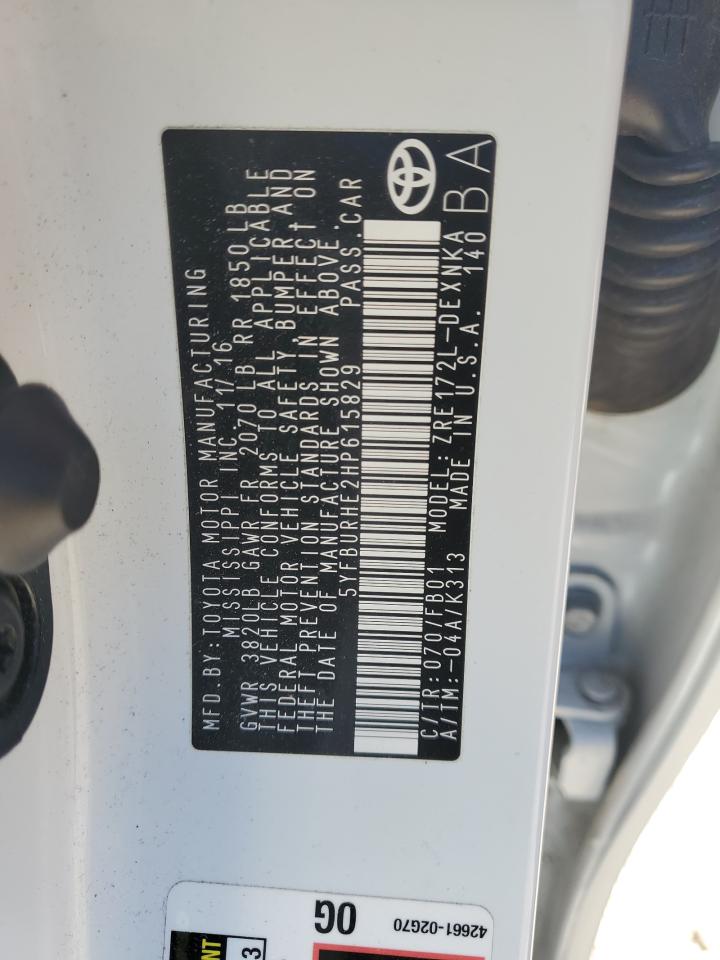 MFD.BY:TOYOTA MOTOR MANUFACTURING
MISSISSIPPI INC 11/16
GVWR 3820LB GAWR FR 2070 LB RR 1850LB
THIS VEHICLE CONFORMS TO ALL APPLICABLE
FEDERAL MOTOR VEHICLE SAFETY BUMPER AND
THEFT PREVENTION STANDARDS IN EFFECT ON
THE DATE OF MANUFACTURE SHOWN ABOVE.
5YFBURHE2HP615829 PASS.CAR
C/TR:070/FB01 MODEL:ZRE172L-DEXNKA
A/TM:-04A/K313 MADE IN U.S.A. 140
BA
0G
42661-02G70
NT
3